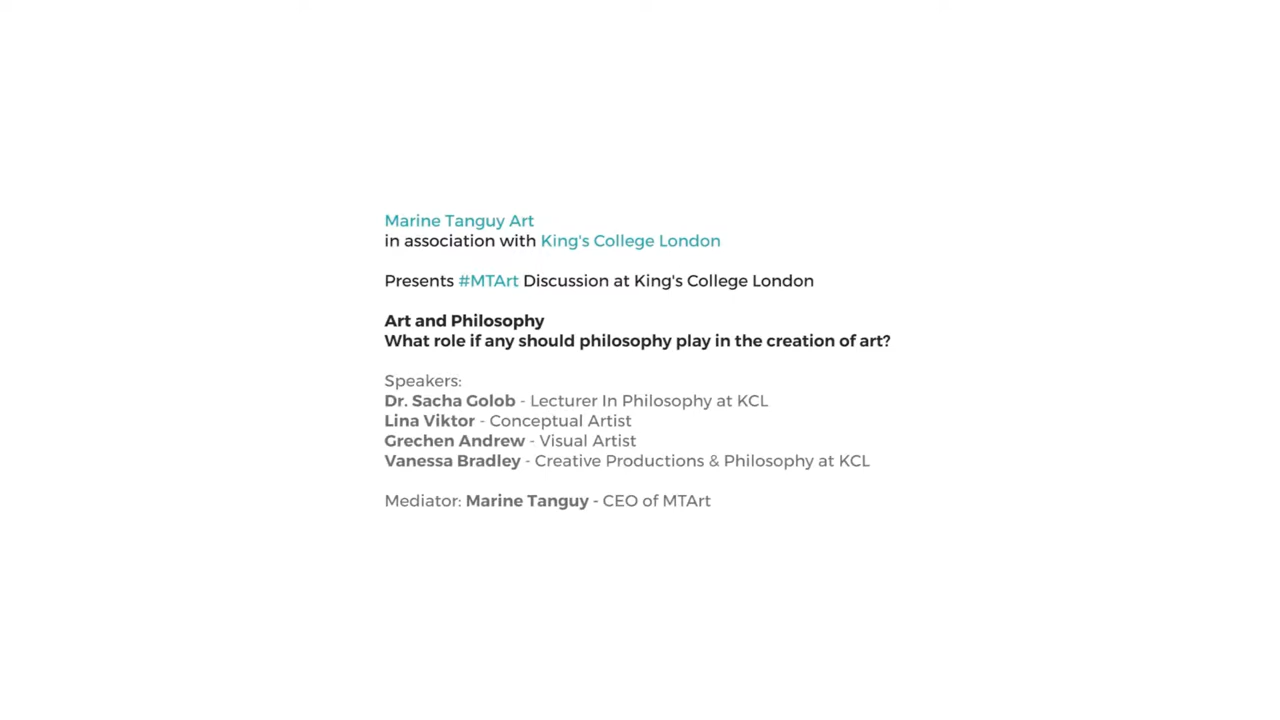 Marine Tanguy Art
in association with King's College London
Presents #MTArt Discussion at King's College London
Art and Philosophy
What role if any should philosophy play in the creation of art?
Speakers:
Dr. Sacha Golob - Lecturer In Philosophy at KCL
Lina Viktor - Conceptual Artist
Grechen Andrew - Visual Artist
Vanessa Bradley - Creative Productions & Philosophy at KCL
Mediator: Marine Tanguy - CEO of MTArt